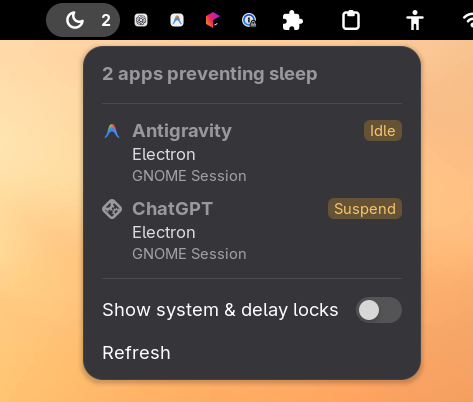 2
2 apps preventing sleep
Antigravity Idle
Electron
GNOME Session
ChatGPT Suspend
Electron
GNOME Session
Show system & delay locks
Refresh